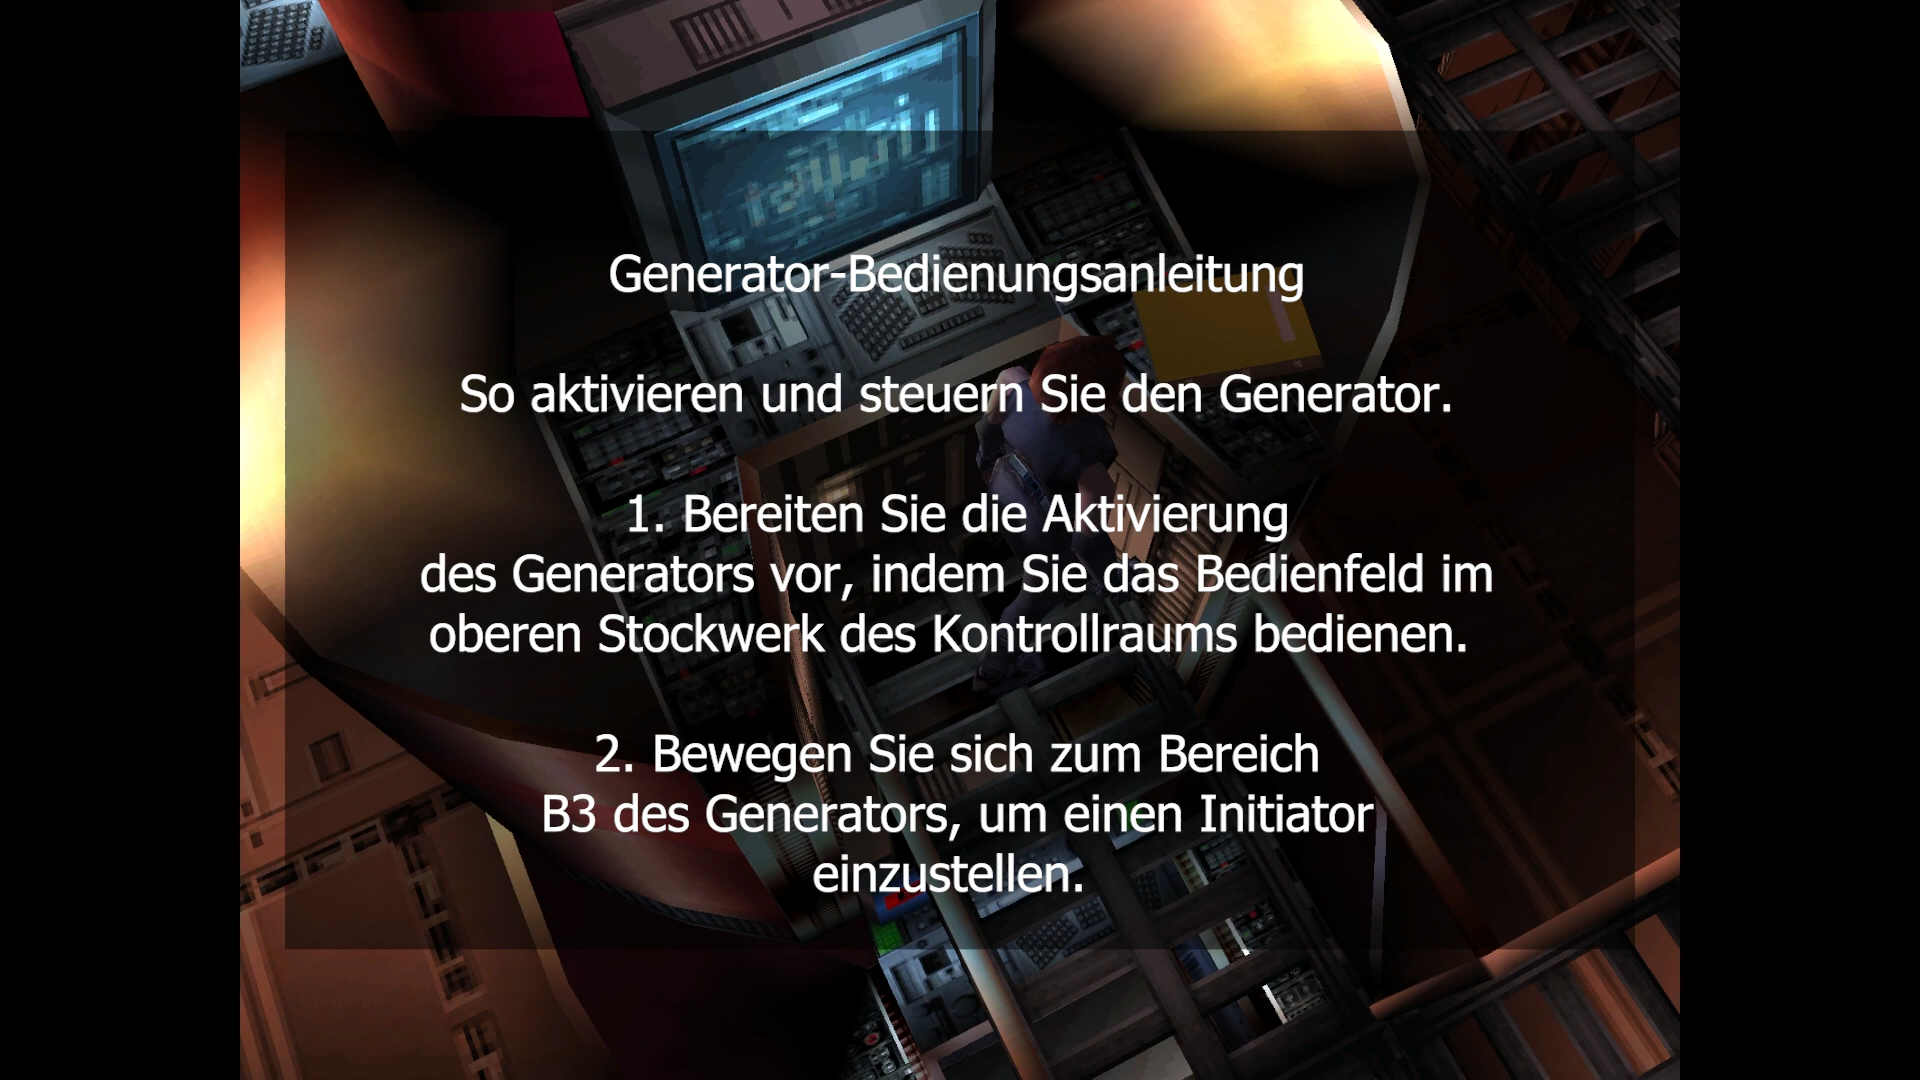 Generator-Bedienungsanleitung
So aktivieren und steuern Sie den Generator.
1. Bereiten Sie die Aktivierung
des Generators vor, indem Sie das Bedienfeld im
oberen Stockwerk des Kontrollraums bedienen.
2. Bewegen Sie sich zum Bereich
B3 des Generators, um einen Initiator
einzustellen.